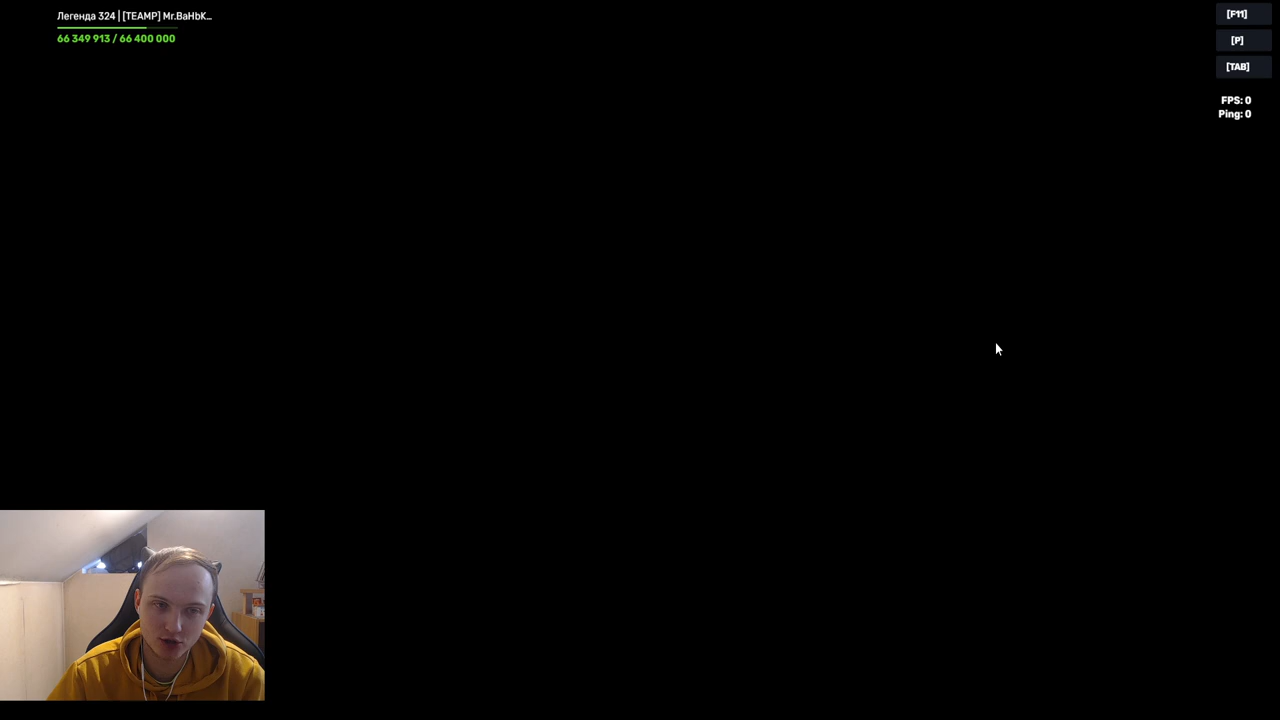 Легенда 324 | [TEAMP] Mr.BaHbK...
66 349 913 / 66 400 000
[F11]
[P]
[TAB]
FPS: 0
Ping: 0